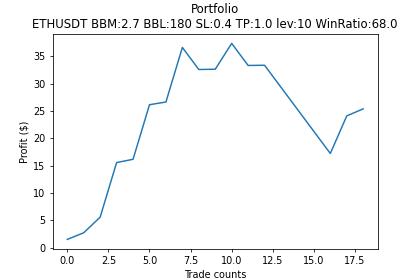 Portfolio
ETHUSDT BBM:2.7 BBL:180 SL:0.4 TP:1.0 lev:10 WinRatio:68.0
35
30
25
20
15
10
5
0
Profit ($)
0.0 2.5 5.0 7.5 10.0 12.5 15.0 17.5
Trade counts